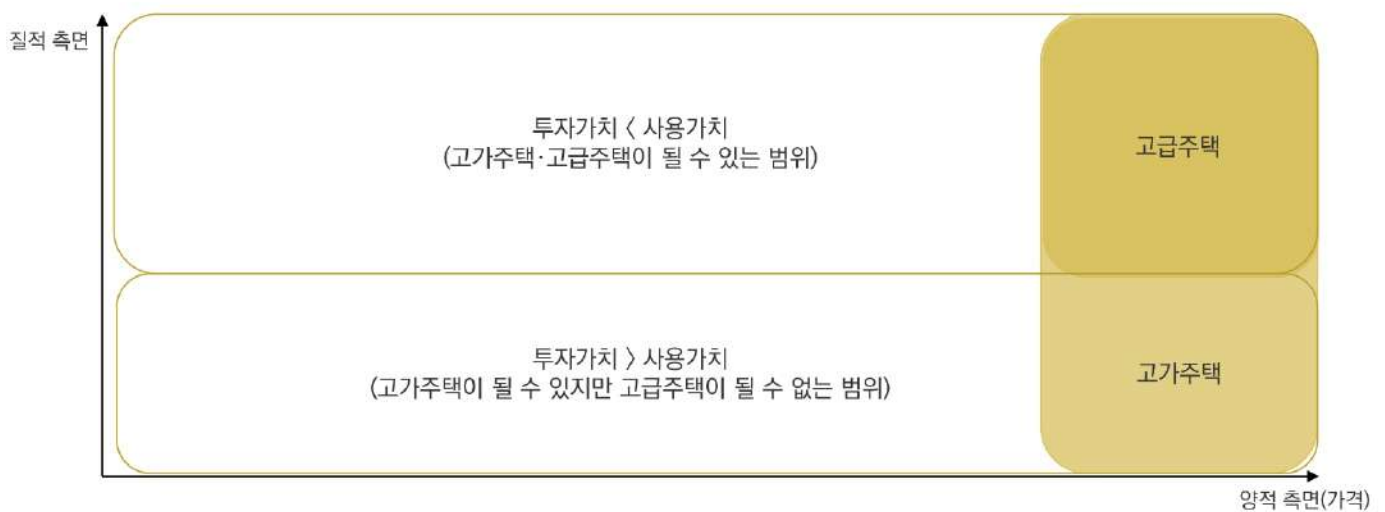 질적 측면
투자가치 < 사용가치
(고가주택·고급주택이 될 수 있는 범위)
고급주택
투자가치 > 사용가치
(고가주택이 될 수 있지만 고급주택이 될 수 없는 범위)
고가주택
양적 측면(가격)